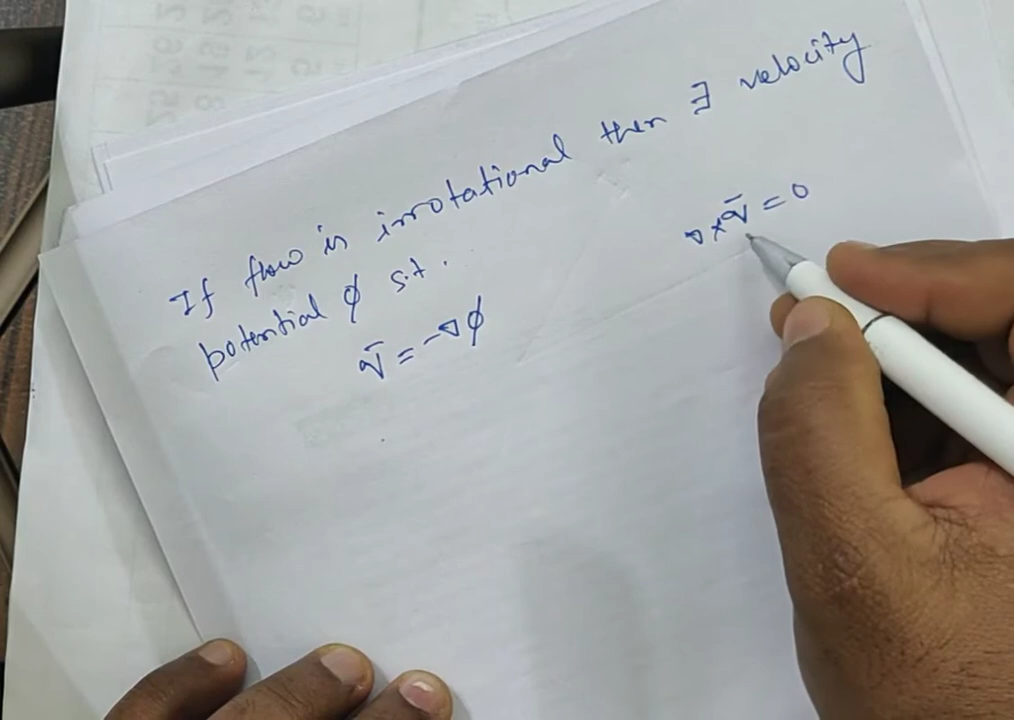 If flow is irrotational then ∃ velocity
potential ϕ s.t.
q̄ = -∇ϕ
∇×q̄ = 0